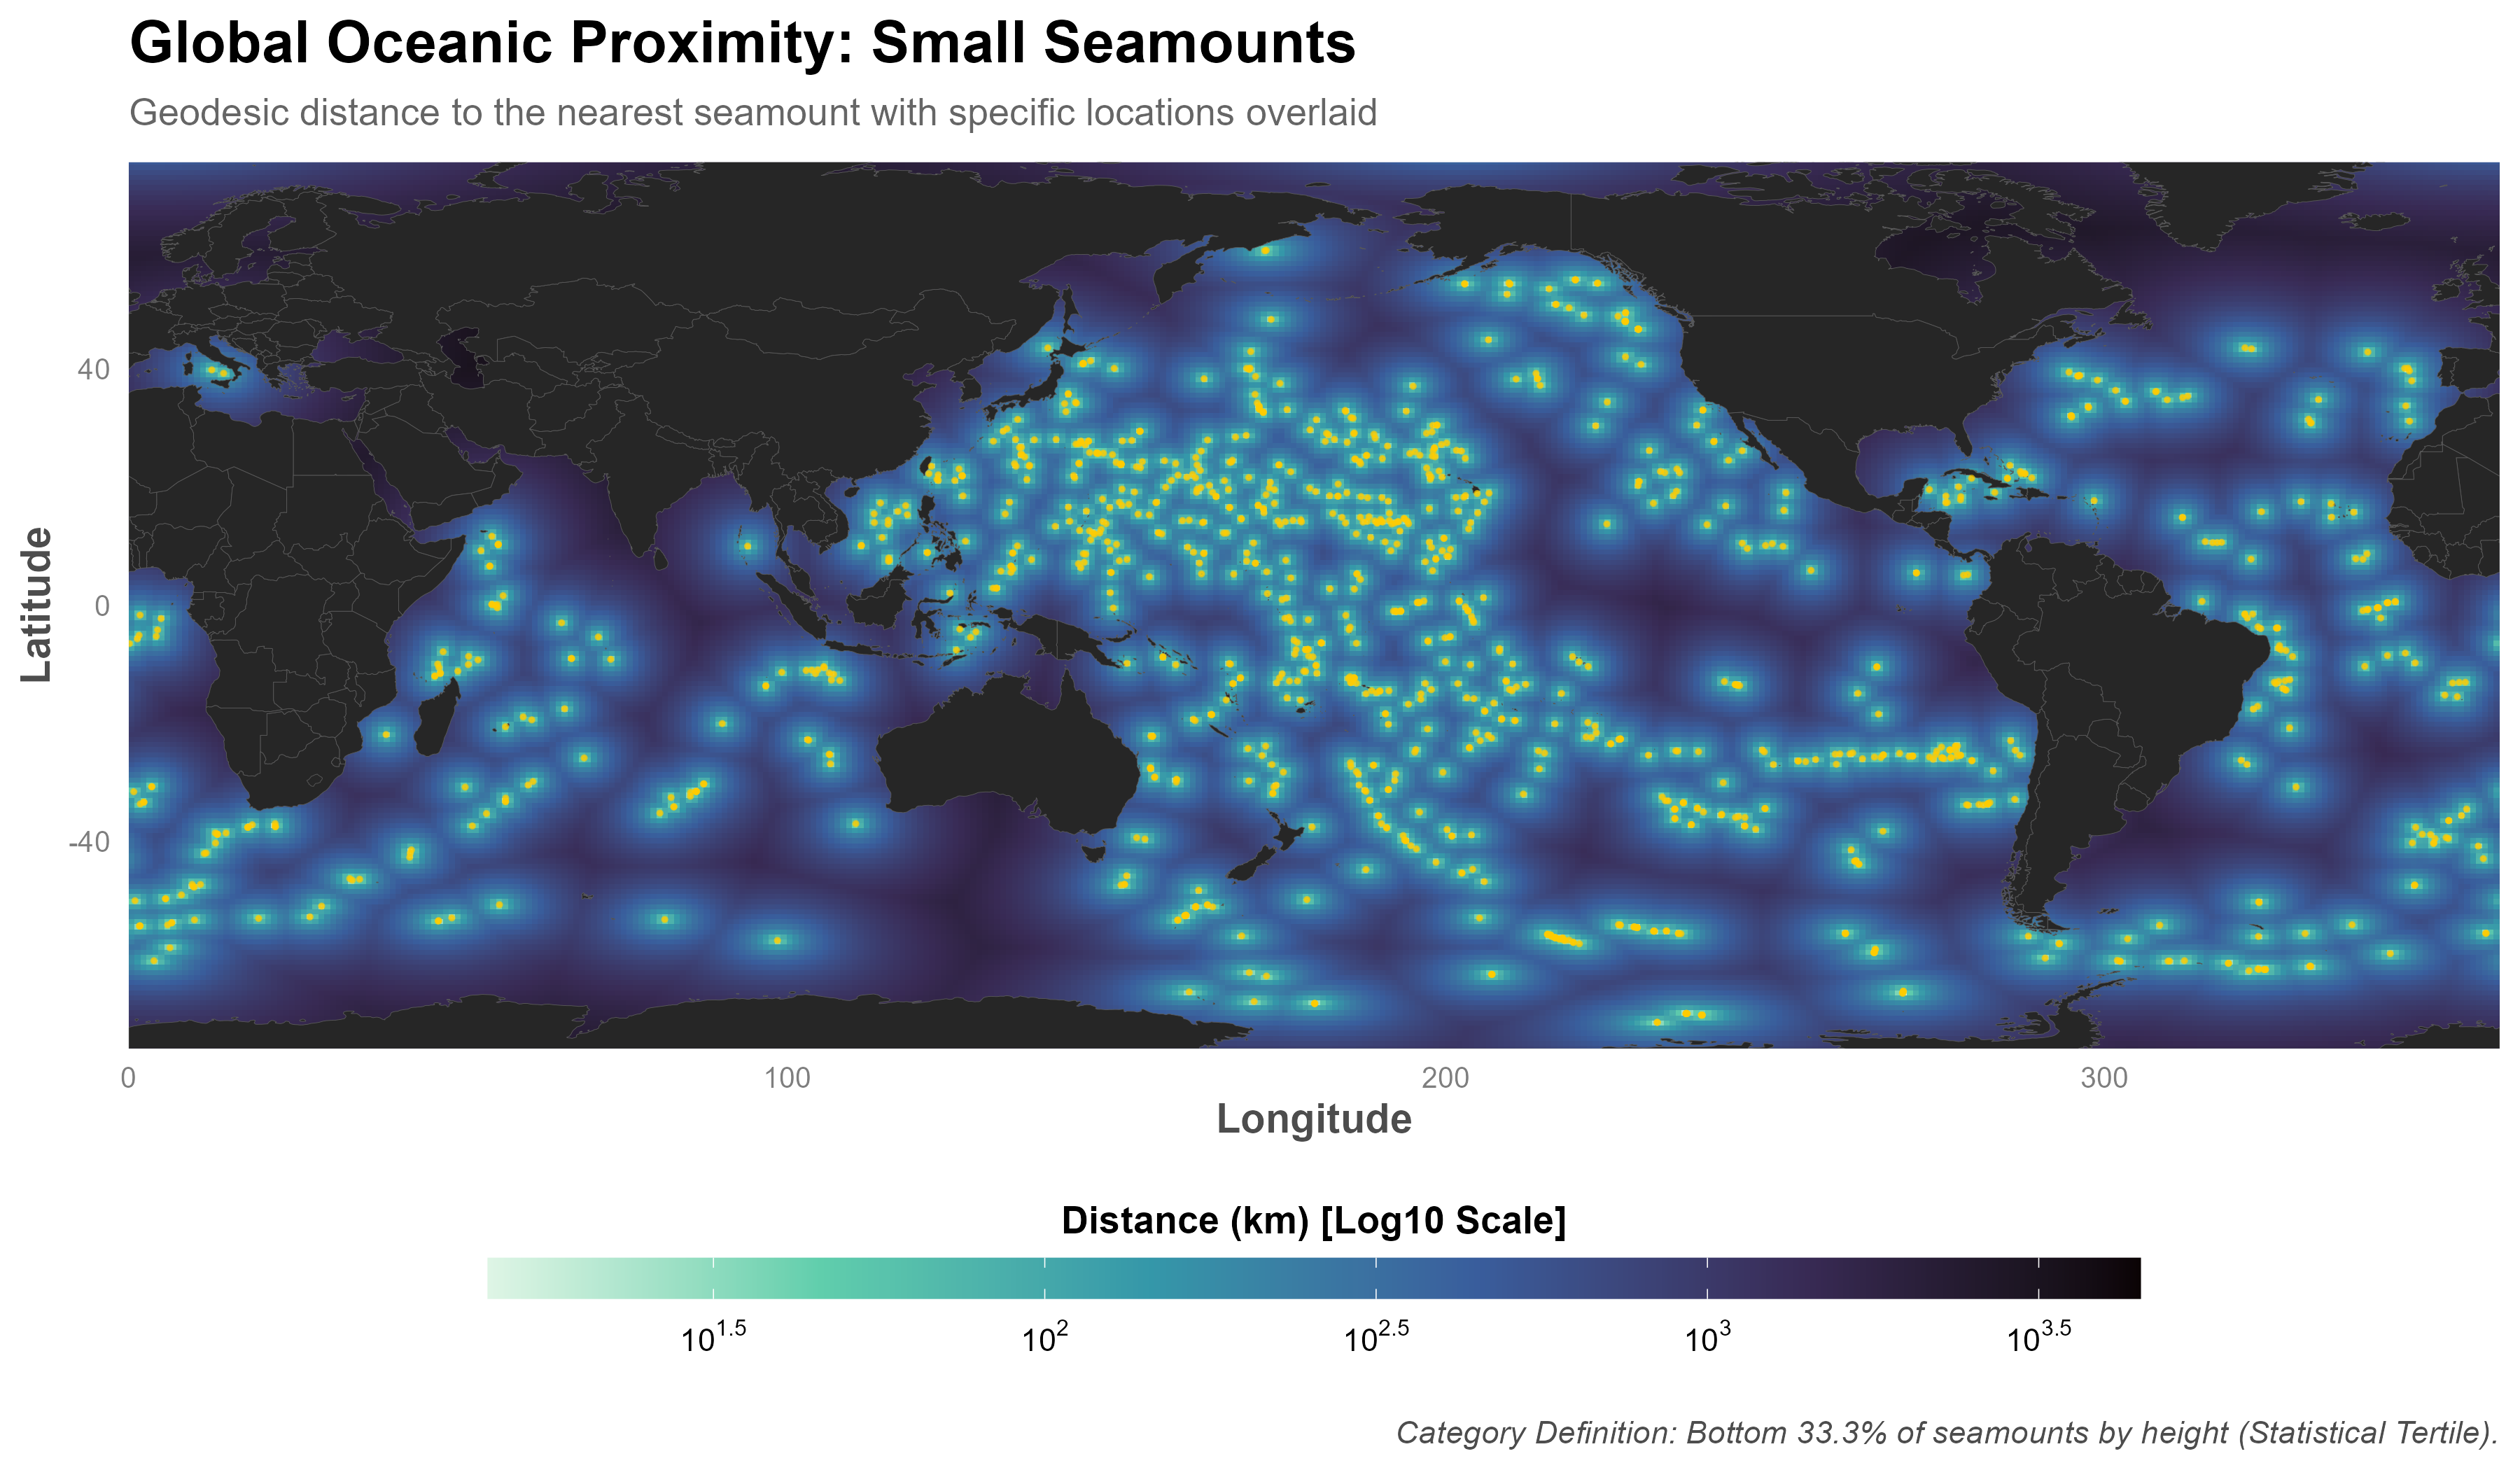 Global Oceanic Proximity: Small Seamounts
Geodesic distance to the nearest seamount with specific locations overlaid
Latitude
40
0
-40
0 100 200 300
Longitude
Distance (km) [Log10 Scale]
10^1.5 10^2 10^2.5 10^3 10^3.5
Category Definition: Bottom 33.3% of seamounts by height (Statistical Tertile).